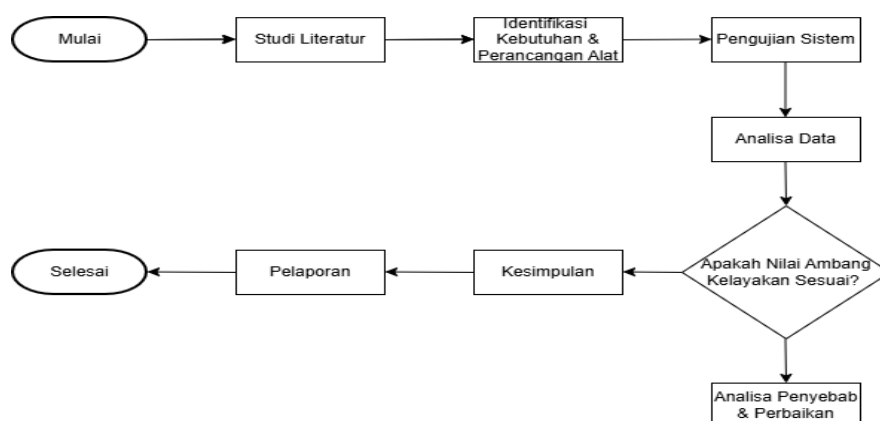 Mulai
Studi Literatur
Identifikasi
Kebutuhan &
Perancangan Alat
Pengujian Sistem
Analisa Data
Apakah Nilai Ambang
Kelayakan Sesuai?
Kesimpulan
Pelaporan
Selesai
Analisa Penyebab
& Perbaikan